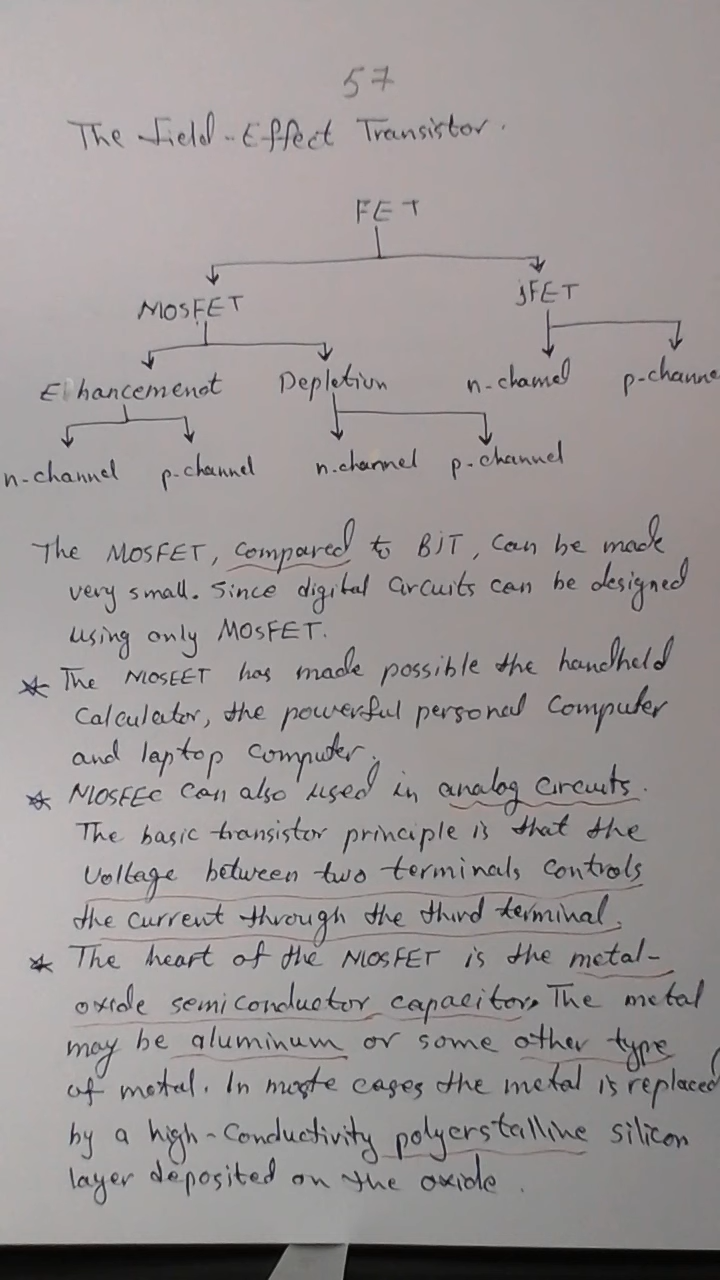 57
The Field-Effect Transistor.
FET
MOSFET jFET
Enhancemenot Depletion n-channel p-channe
n-channel p-channel n-channel p-channel
The MOSFET, compared to BJT, can be made
very small. Since digital circuits can be designed
using only MOSFET.
* The MOSEET has made possible the handheld
calculator, the powerful personal computer
and laptop computer.
* MOSFEC can also used in analog circuits.
The basic transistor principle is that the
Voltage between two terminals controls
the current through the third terminal.
* The heart of the MOSFET is the metal-
oxide semiconductor capacitor. The metal
may be aluminum or some other type
of metal. In moste cases the metal is replaced
by a high-conductivity polycrstalline silicon
layer deposited on the oxide.